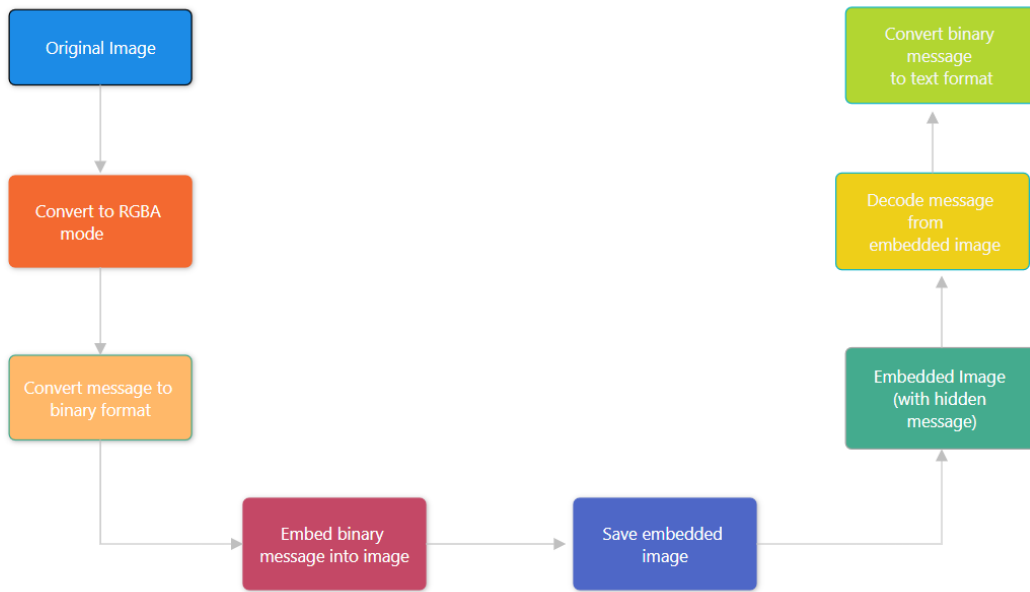 Original Image
Convert to RGBA
mode
Convert message to
binary format
Embed binary
message into image
Save embedded
image
Embedded Image
(with hidden
message)
Decode message
from
embedded image
Convert binary
message
to text format